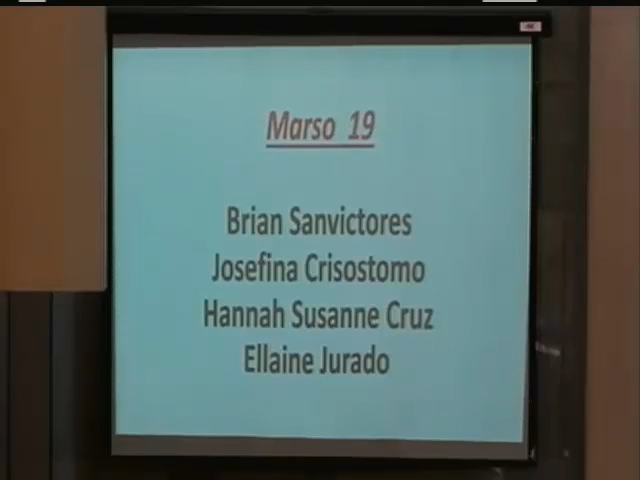 Marso 19
Brian Sanvictores
Josefina Crisostomo
Hannah Susanne Cruz
Ellaine Jurado